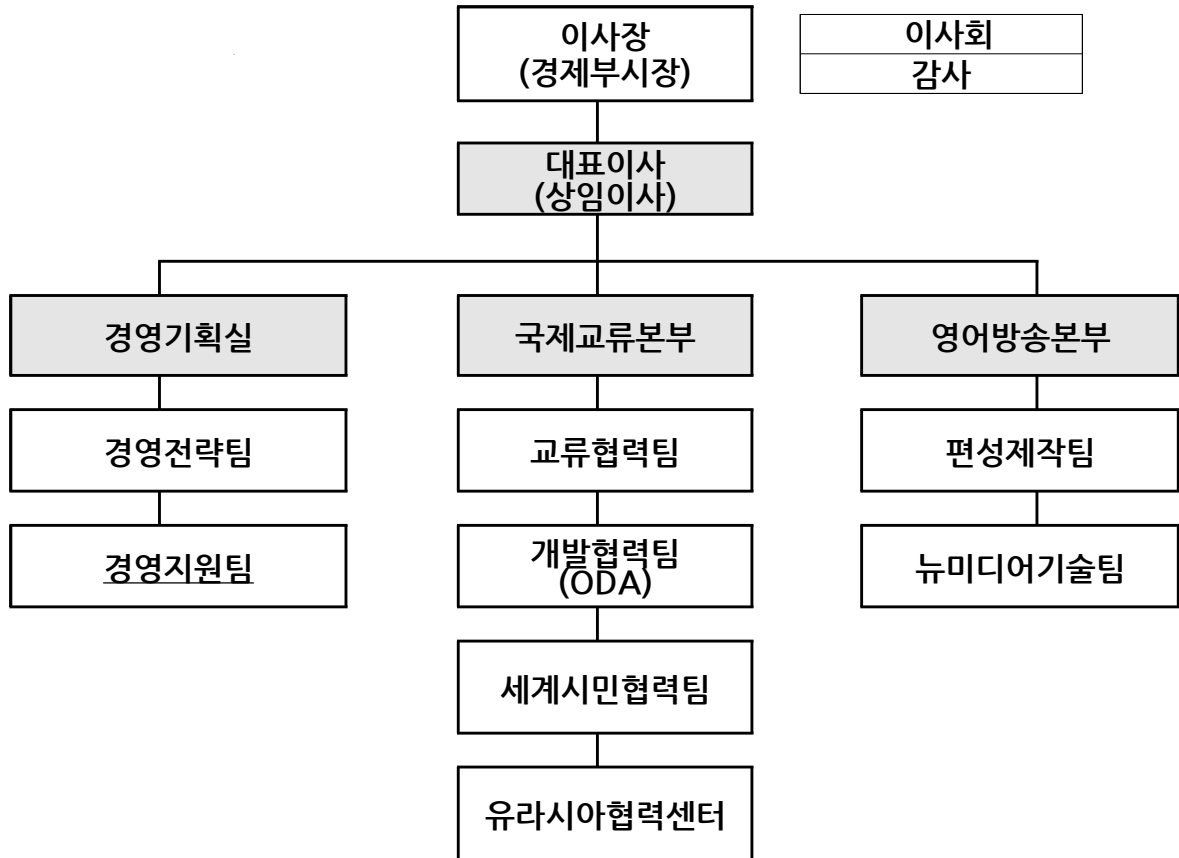 이사장
(경제부시장)
이사회
감사
대표이사
(상임이사)
경영기획실
국제교류본부
영어방송본부
경영전략팀
교류협력팀
편성제작팀
경영지원팀
개발협력팀
(ODA)
뉴미디어기술팀
세계시민협력팀
유라시아협력센터